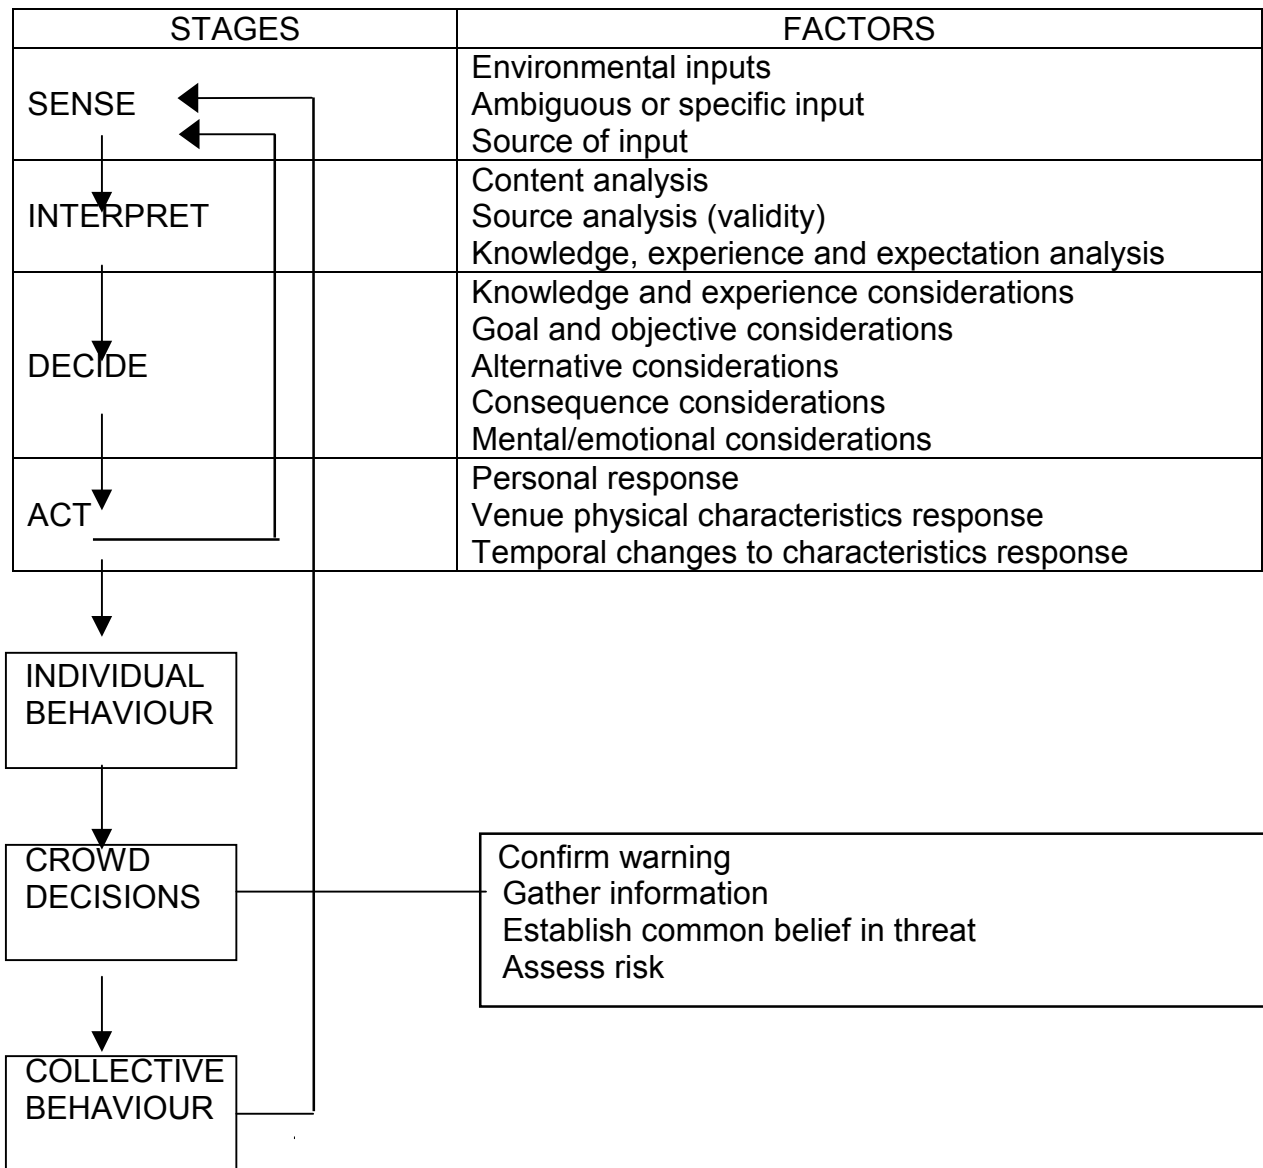 STAGES
FACTORS
SENSE
Environmental inputs
Ambiguous or specific input
Source of input
INTERPRET
Content analysis
Source analysis (validity)
Knowledge, experience and expectation analysis
DECIDE
Knowledge and experience considerations
Goal and objective considerations
Alternative considerations
Consequence considerations
Mental/emotional considerations
ACT
Personal response
Venue physical characteristics response
Temporal changes to characteristics response
INDIVIDUAL
BEHAVIOUR
CROWD
DECISIONS
Confirm warning
Gather information
Establish common belief in threat
Assess risk
COLLECTIVE
BEHAVIOUR